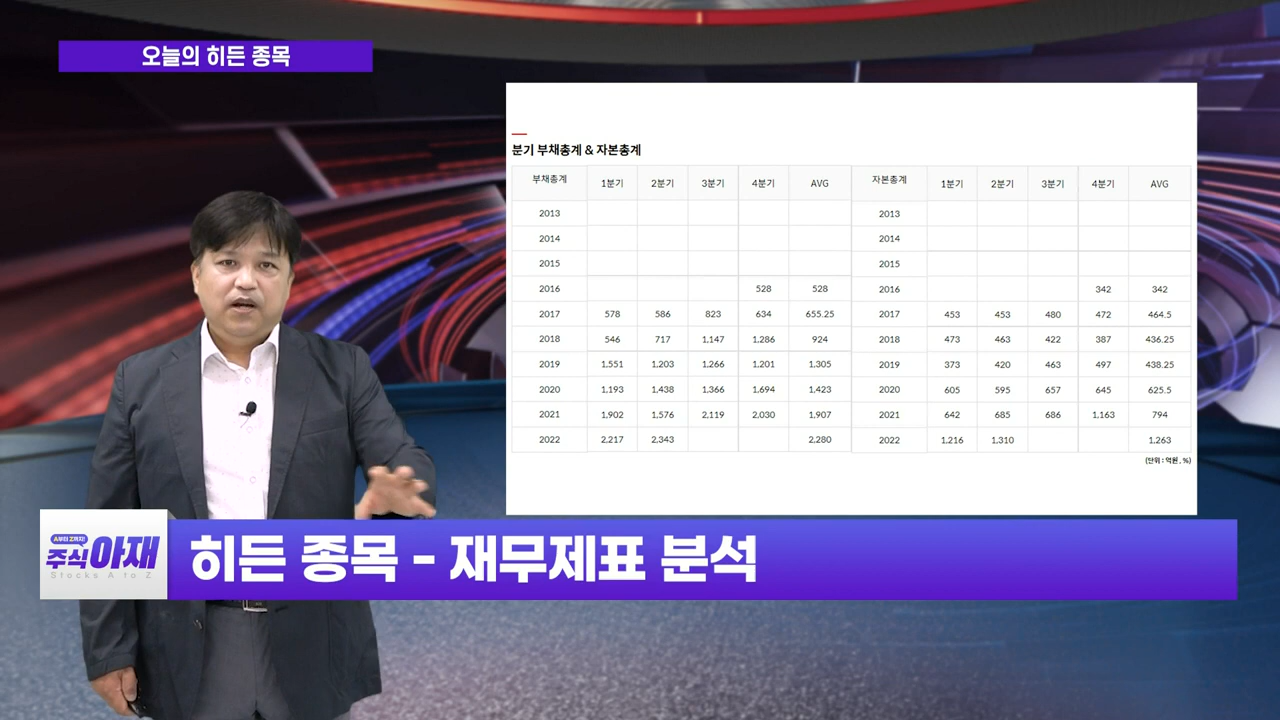 오늘의 히든 종목
분기 부채총계 & 자본총계
부채총계 1분기 2분기 3분기 4분기 AVG 자본총계 1분기 2분기 3분기 4분기 AVG
2013 2013
2014 2014
2015 2015
2016 528 528 2016 342 342
2017 578 586 823 634 655.25 2017 453 453 480 472 464.5
2018 546 717 1,147 1,286 924 2018 473 463 422 387 436.25
2019 1,551 1,203 1,266 1,201 1,305 2019 373 420 463 497 438.25
2020 1,193 1,438 1,366 1,694 1,423 2020 605 595 657 645 625.5
2021 1,902 1,576 2,119 2,030 1,907 2021 642 685 686 1,163 794
2022 2,217 2,343 2,280 2022 1,216 1,310 1,263
(단위 : 억원, %)
A부터 Z까지!
주식아재
Stocks A to Z
히든 종목 - 재무제표 분석